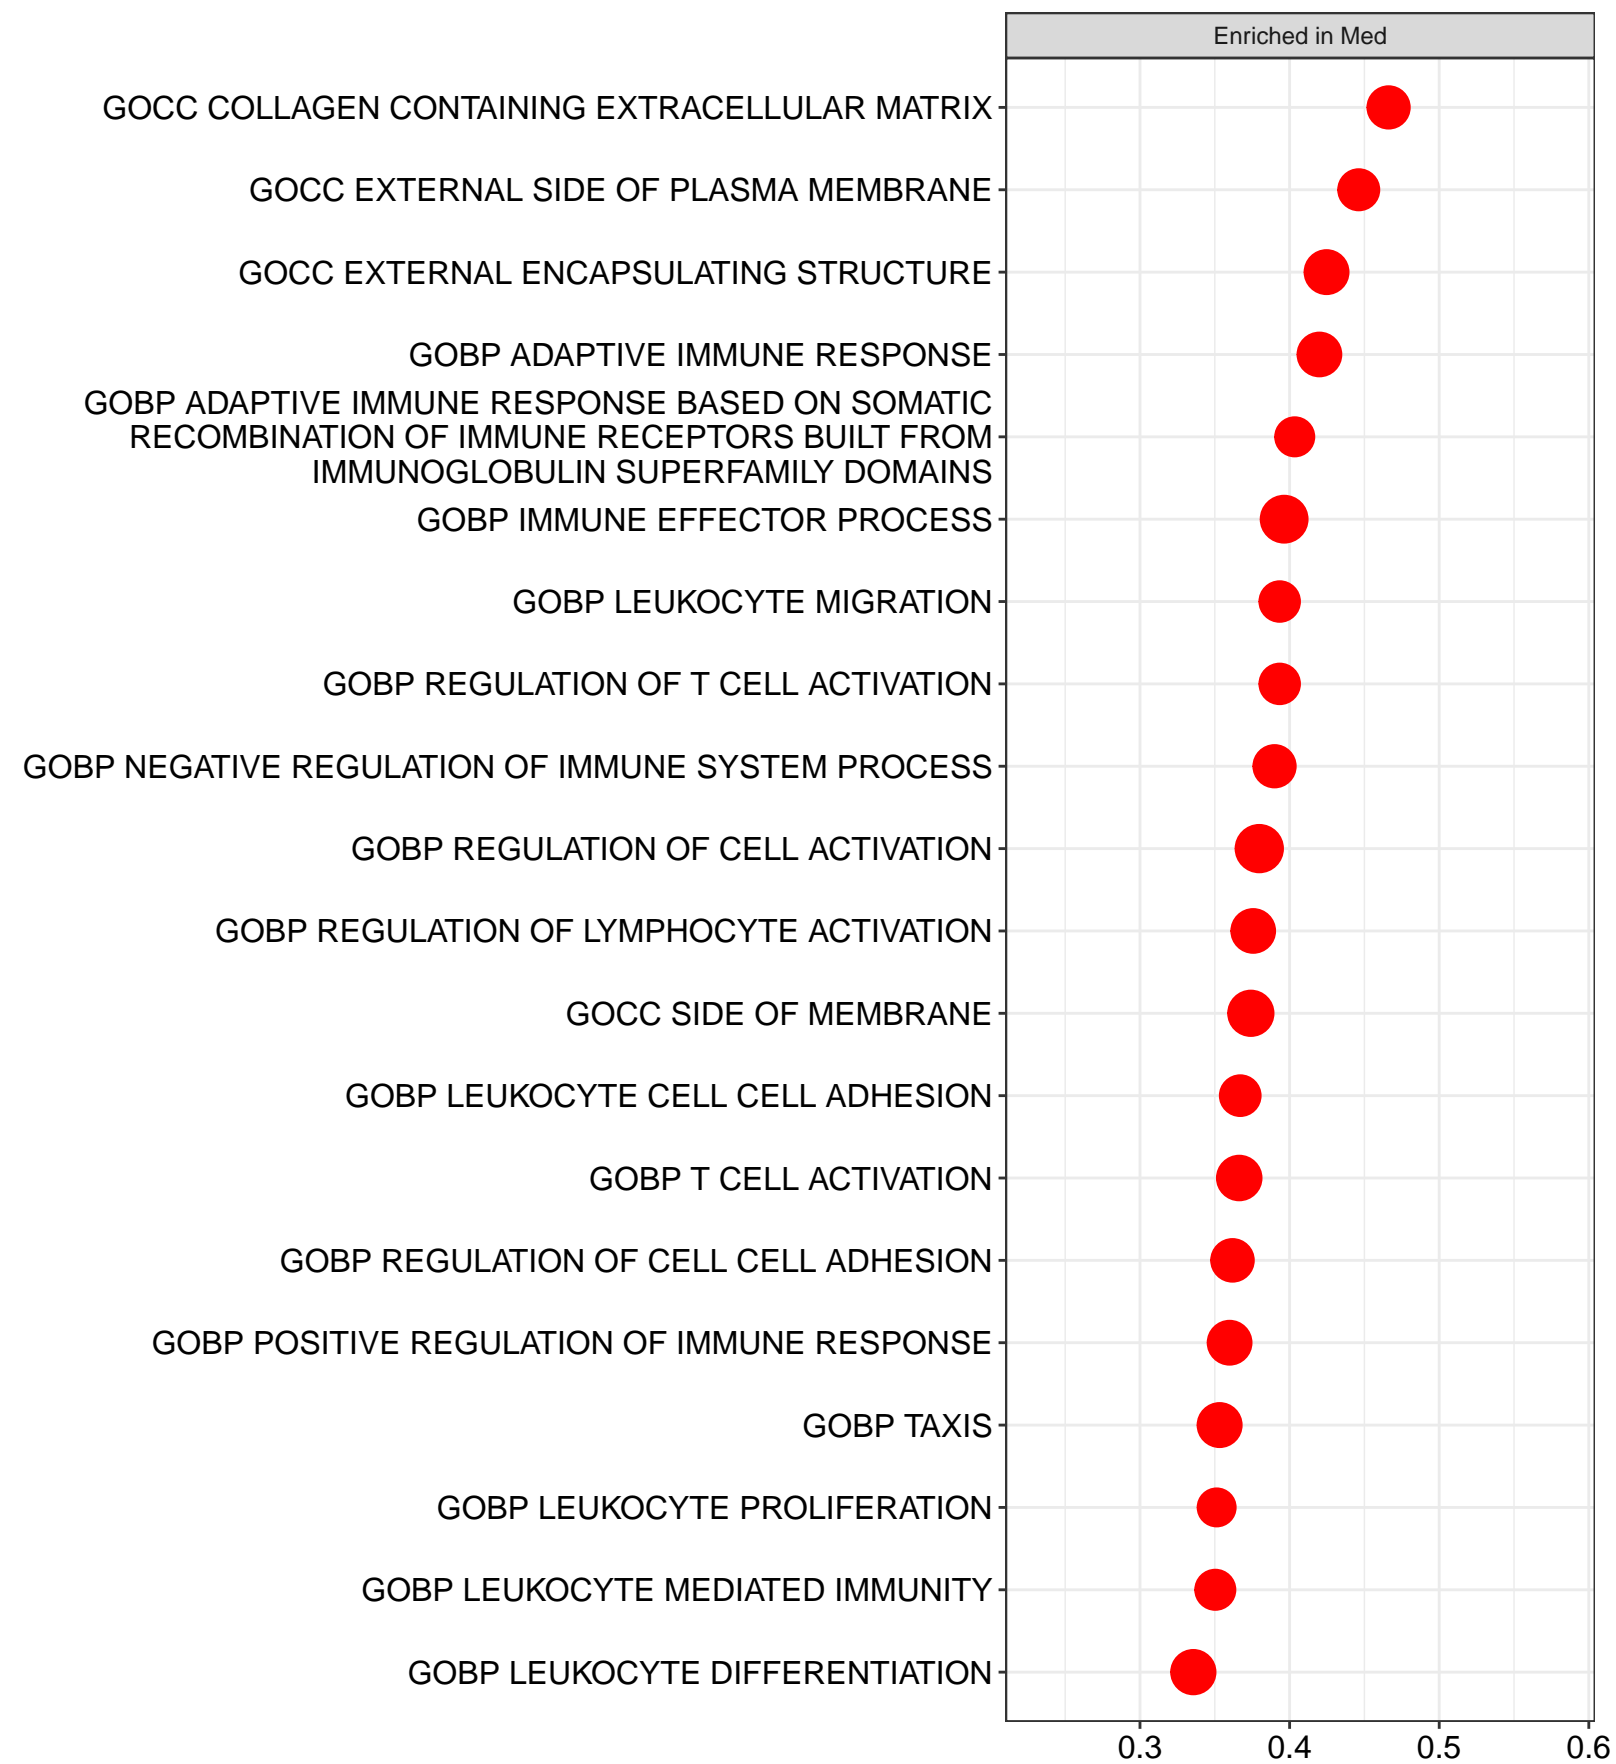 Enriched in Med
GOCC COLLAGEN CONTAINING EXTRACELLULAR MATRIX
GOCC EXTERNAL SIDE OF PLASMA MEMBRANE
GOCC EXTERNAL ENCAPSULATING STRUCTURE
GOBP ADAPTIVE IMMUNE RESPONSE
GOBP ADAPTIVE IMMUNE RESPONSE BASED ON SOMATIC
RECOMBINATION OF IMMUNE RECEPTORS BUILT FROM
IMMUNOGLOBULIN SUPERFAMILY DOMAINS
GOBP IMMUNE EFFECTOR PROCESS
GOBP LEUKOCYTE MIGRATION
GOBP REGULATION OF T CELL ACTIVATION
GOBP NEGATIVE REGULATION OF IMMUNE SYSTEM PROCESS
GOBP REGULATION OF CELL ACTIVATION
GOBP REGULATION OF LYMPHOCYTE ACTIVATION
GOCC SIDE OF MEMBRANE
GOBP LEUKOCYTE CELL CELL ADHESION
GOBP T CELL ACTIVATION
GOBP REGULATION OF CELL CELL ADHESION
GOBP POSITIVE REGULATION OF IMMUNE RESPONSE
GOBP TAXIS
GOBP LEUKOCYTE PROLIFERATION
GOBP LEUKOCYTE MEDIATED IMMUNITY
GOBP LEUKOCYTE DIFFERENTIATION
0.3 0.4 0.5 0.6